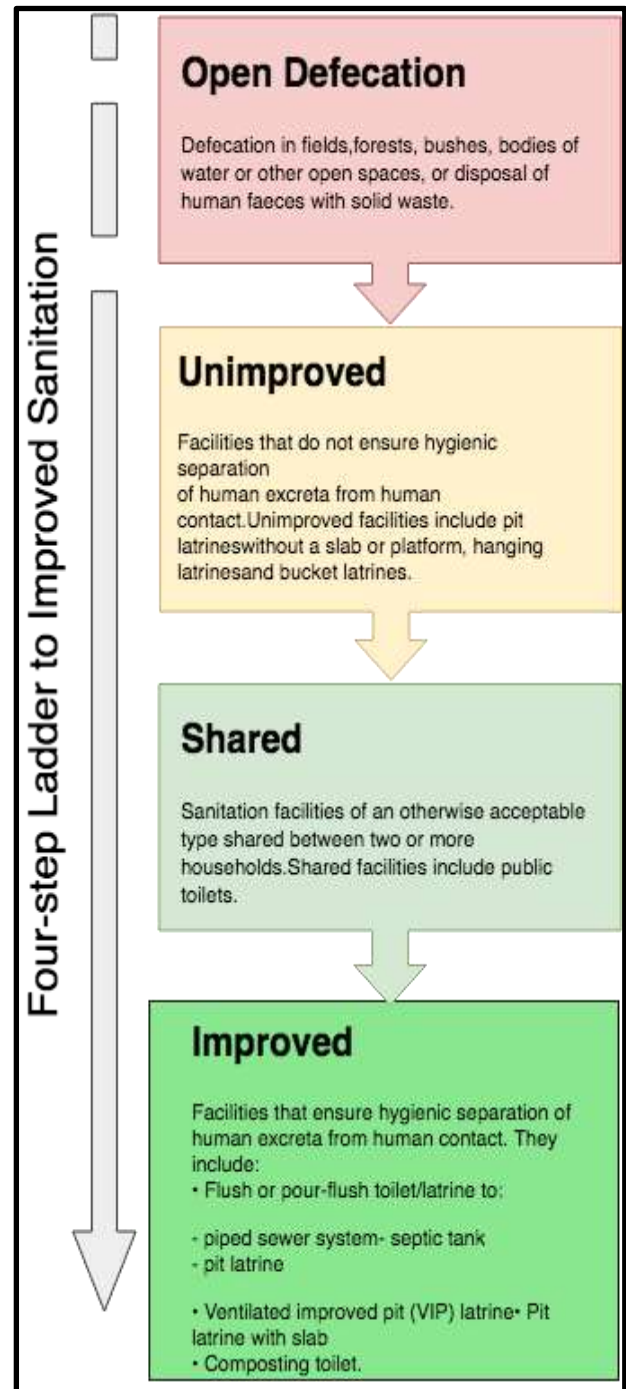 Four-step Ladder to Improved Sanitation
Open Defecation
Defecation in fields,forests, bushes, bodies of
water or other open spaces, or disposal of
human faeces with solid waste.
Unimproved
Facilities that do not ensure hygienic
separation
of human excreta from human
contact.Unimproved facilities include pit
latrineswithout a slab or platform, hanging
latrinesand bucket latrines.
Shared
Sanitation facilities of an otherwise acceptable
type shared between two or more
households.Shared facilities include public
toilets.
Improved
Facilities that ensure hygienic separation of
human excreta from human contact. They
include:
• Flush or pour-flush toilet/latrine to:
- piped sewer system- septic tank
- pit latrine
• Ventilated improved pit (VIP) latrine• Pit
latrine with slab
• Composting toilet.